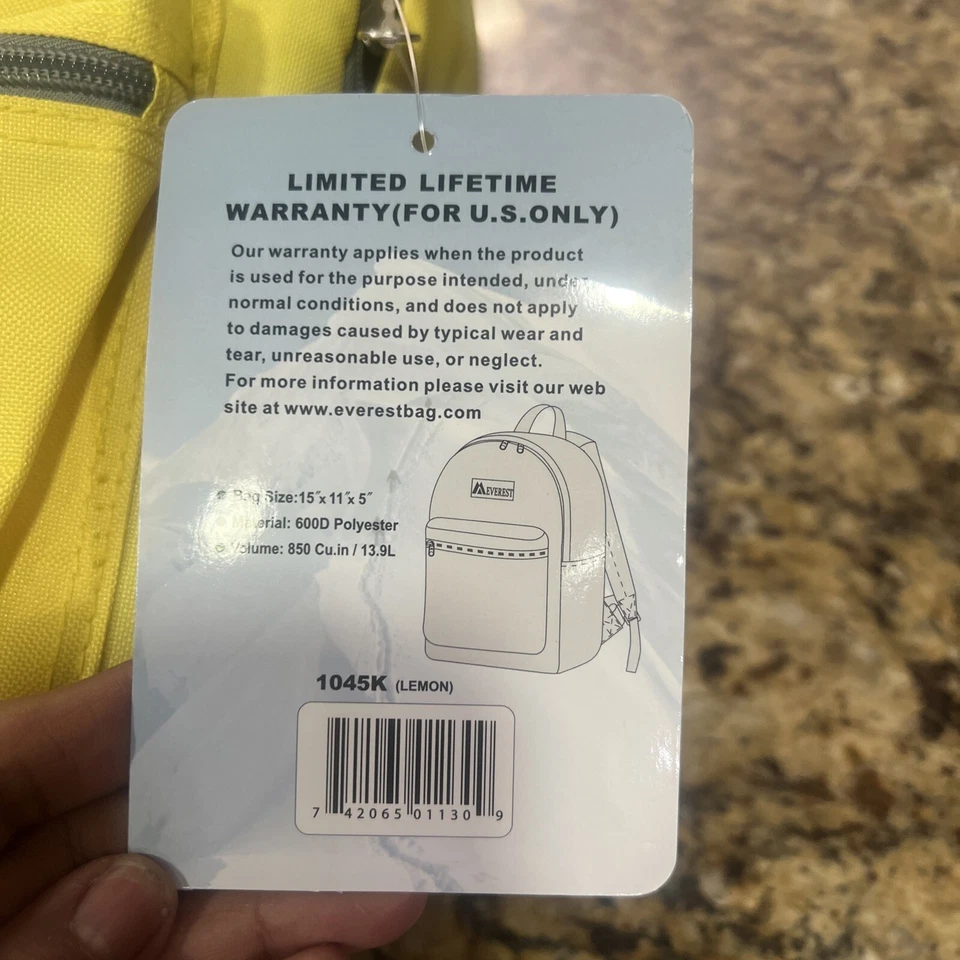 LIMITED LIFETIME
WARRANTY(FOR U.S.ONLY)
Our warranty applies when the product
is used for the purpose intended, under
normal conditions, and does not apply
to damages caused by typical wear and
tear, unreasonable use, or neglect.
For more information please visit our web
site at www.everestbag.com
EVEREST
Bag Size:15″x 11″x 5″
Material: 600D Polyester
Volume: 850 Cu.in / 13.9L
1045K (LEMON)
7 42065 01130 9